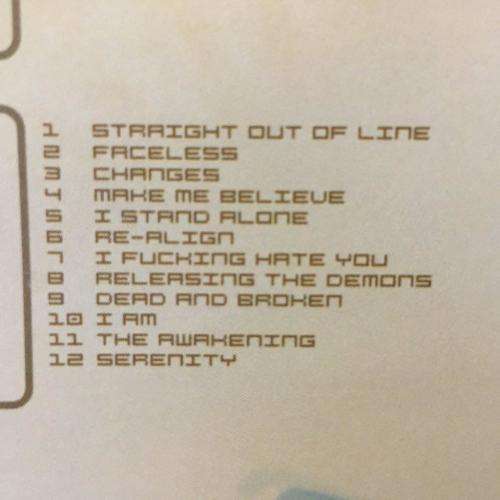 1 STRAIGHT OUT OF LINE
2 FACELESS
3 CHANGES
4 MAKE ME BELIEVE
5 I STAND ALONE
6 RE-ALIGN
7 I FUCKING HATE YOU
8 RELEASING THE DEMONS
9 DEAD AND BROKEN
10 I AM
11 THE AWAKENING
12 SERENITY